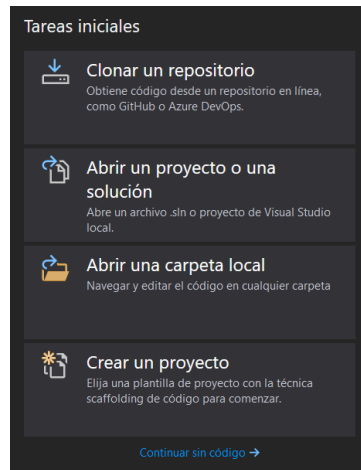 Tareas iniciales
Clonar un repositorio
Obtiene código desde un repositorio en línea,
como GitHub o Azure DevOps.
Abrir un proyecto o una
solución
Abre un archivo .sln o proyecto de Visual Studio
local.
Abrir una carpeta local
Navegar y editar el código en cualquier carpeta
Crear un proyecto
Elija una plantilla de proyecto con la técnica
scaffolding de código para comenzar.
Continuar sin código →